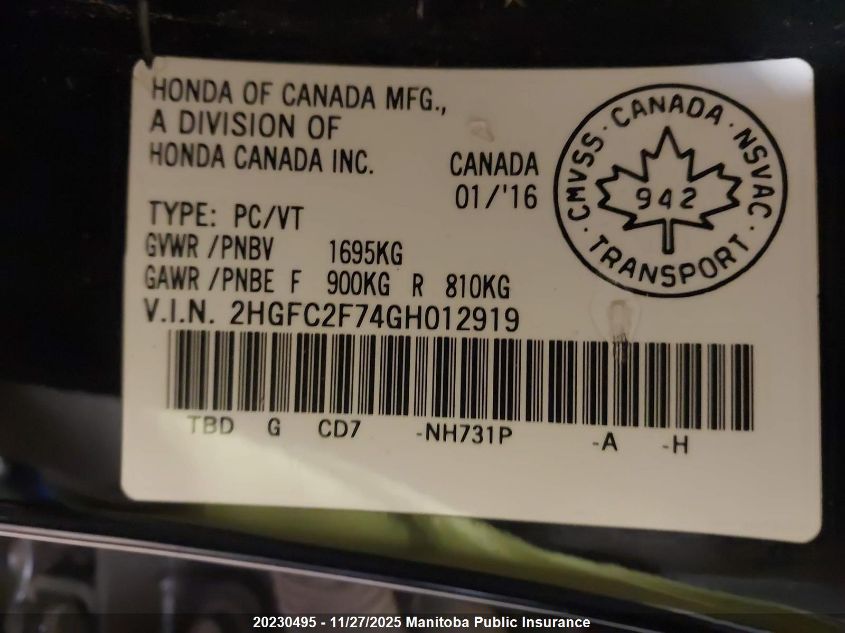 HONDA OF CANADA MFG.,
A DIVISION OF
HONDA CANADA INC.
CANADA
01/'16
CMVSS · CANADA · NSVAC
942
· TRANSPORT ·
TYPE: PC/VT
GVWR /PNBV 1695KG
GAWR /PNBE F 900KG R 810KG
V.I.N. 2HGFC2F74GH012919
TBD G CD7 -NH731P -A -H
20230495 - 11/27/2025 Manitoba Public Insurance